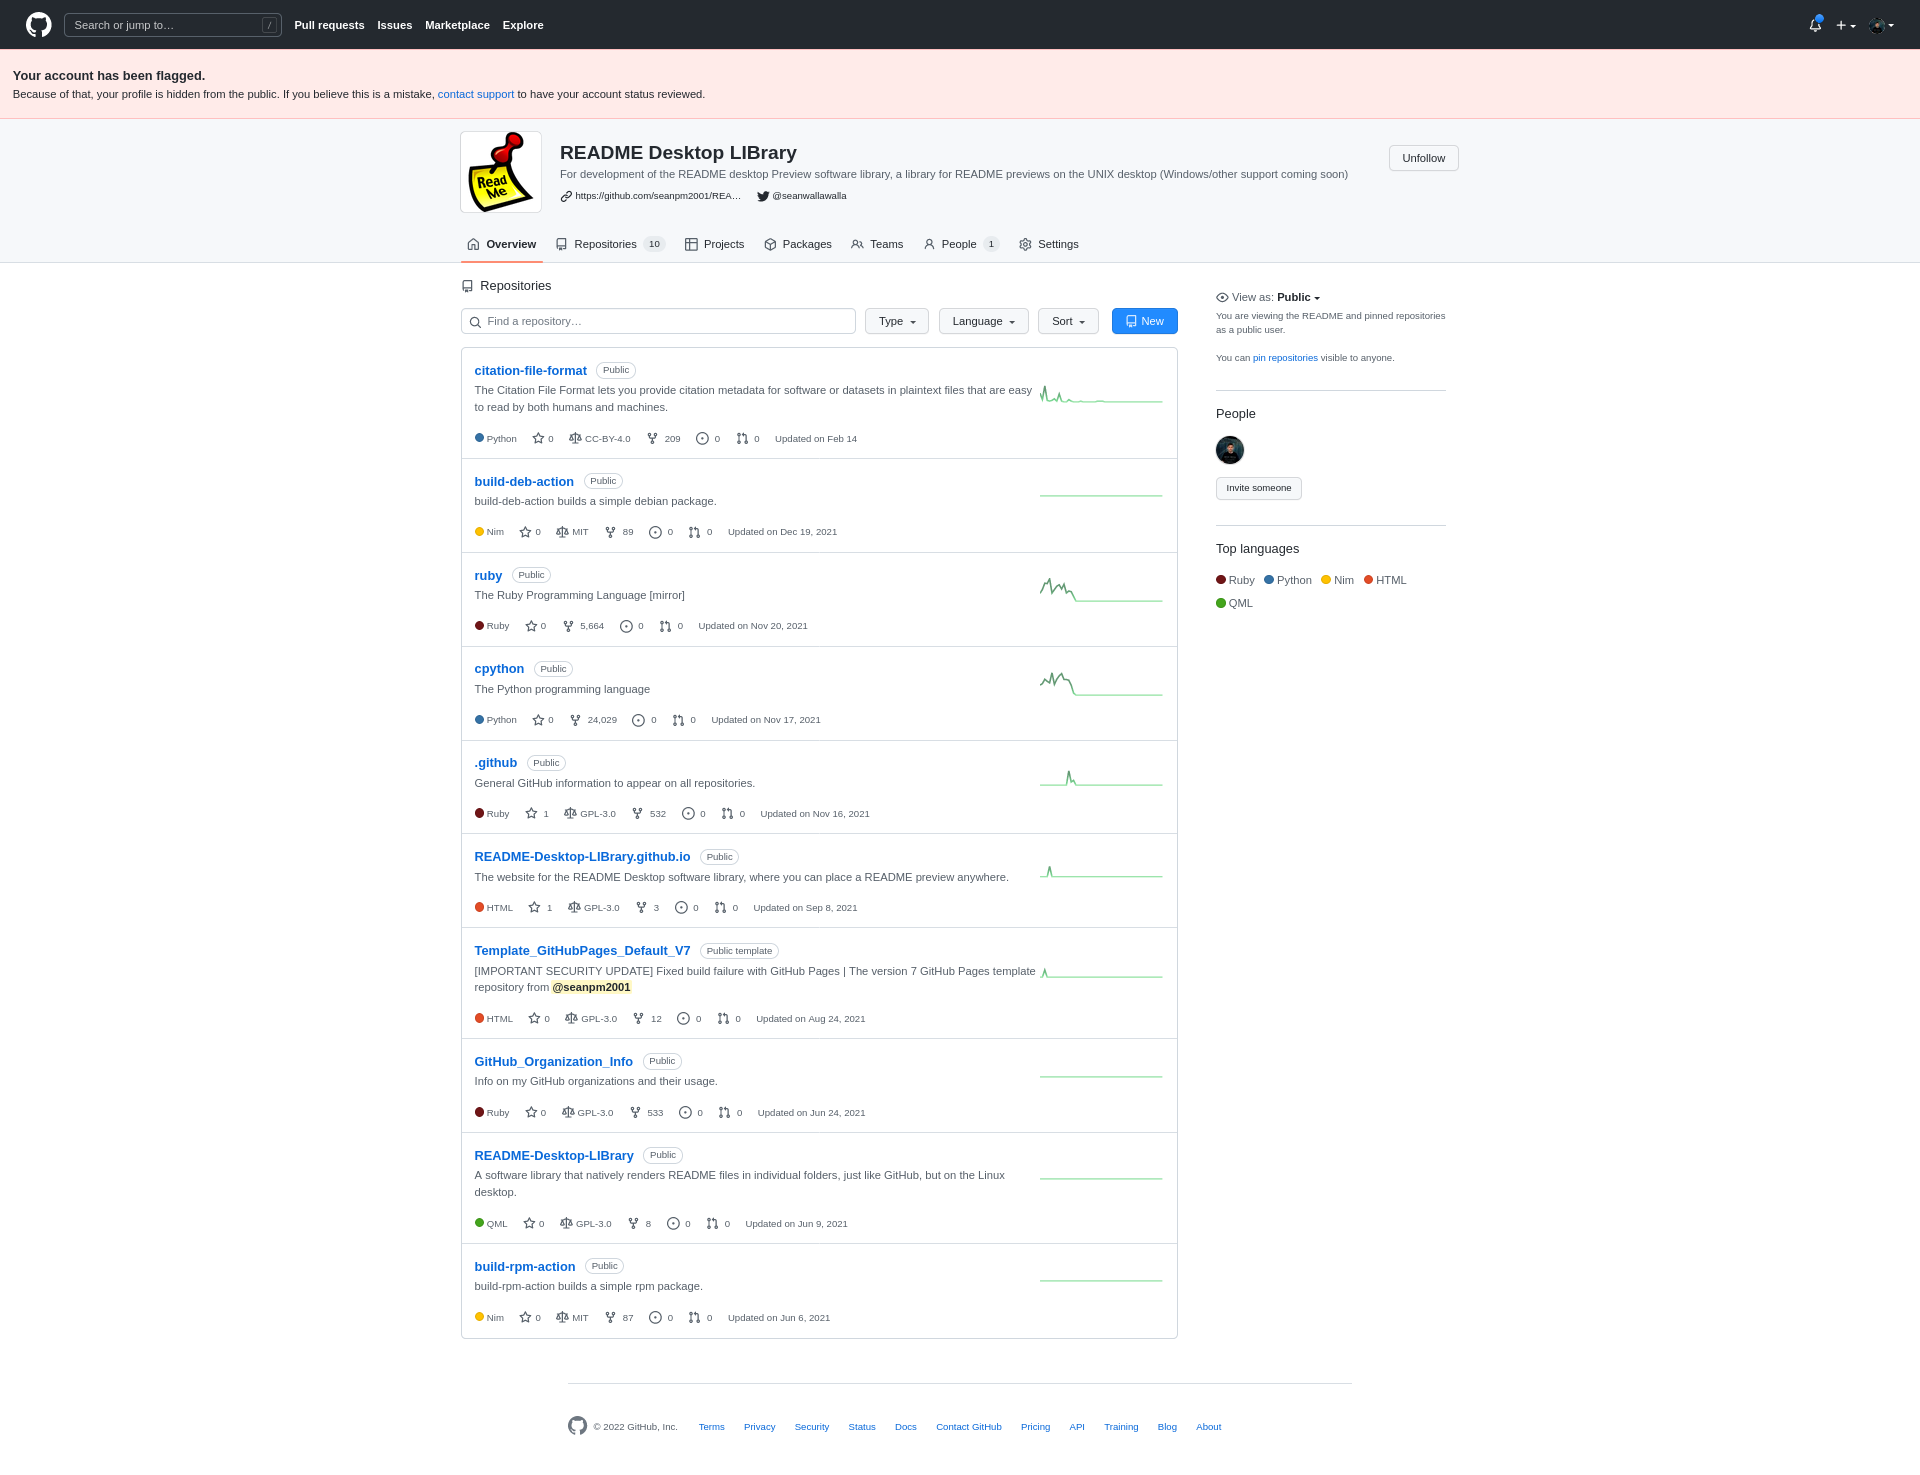 Search or jump to… /
Pull requests Issues Marketplace Explore
Your account has been flagged.
Because of that, your profile is hidden from the public. If you believe this is a mistake, contact support to have your account status reviewed.
Read Me
README Desktop LIBrary
For development of the README desktop Preview software library, a library for README previews on the UNIX desktop (Windows/other support coming soon)
https://github.com/seanpm2001/REA… @seanwallawalla
Unfollow
Overview Repositories 10 Projects Packages Teams People 1 Settings
Repositories
Find a repository… Type Language Sort New
citation-file-format Public
The Citation File Format lets you provide citation metadata for software or datasets in plaintext files that are easy
to read by both humans and machines.
Python 0 CC-BY-4.0 209 0 0 Updated on Feb 14
build-deb-action Public
build-deb-action builds a simple debian package.
Nim 0 MIT 89 0 0 Updated on Dec 19, 2021
ruby Public
The Ruby Programming Language [mirror]
Ruby 0 5,664 0 0 Updated on Nov 20, 2021
cpython Public
The Python programming language
Python 0 24,029 0 0 Updated on Nov 17, 2021
.github Public
General GitHub information to appear on all repositories.
Ruby 1 GPL-3.0 532 0 0 Updated on Nov 16, 2021
README-Desktop-LIBrary.github.io Public
The website for the README Desktop software library, where you can place a README preview anywhere.
HTML 1 GPL-3.0 3 0 0 Updated on Sep 8, 2021
Template_GitHubPages_Default_V7 Public template
[IMPORTANT SECURITY UPDATE] Fixed build failure with GitHub Pages | The version 7 GitHub Pages template
repository from @seanpm2001
HTML 0 GPL-3.0 12 0 0 Updated on Aug 24, 2021
GitHub_Organization_Info Public
Info on my GitHub organizations and their usage.
Ruby 0 GPL-3.0 533 0 0 Updated on Jun 24, 2021
README-Desktop-LIBrary Public
A software library that natively renders README files in individual folders, just like GitHub, but on the Linux
desktop.
QML 0 GPL-3.0 8 0 0 Updated on Jun 9, 2021
build-rpm-action Public
build-rpm-action builds a simple rpm package.
Nim 0 MIT 87 0 0 Updated on Jun 6, 2021
View as: Public
You are viewing the README and pinned repositories
as a public user.
You can pin repositories visible to anyone.
People
Invite someone
Top languages
Ruby Python Nim HTML
QML
© 2022 GitHub, Inc. Terms Privacy Security Status Docs Contact GitHub Pricing API Training Blog About